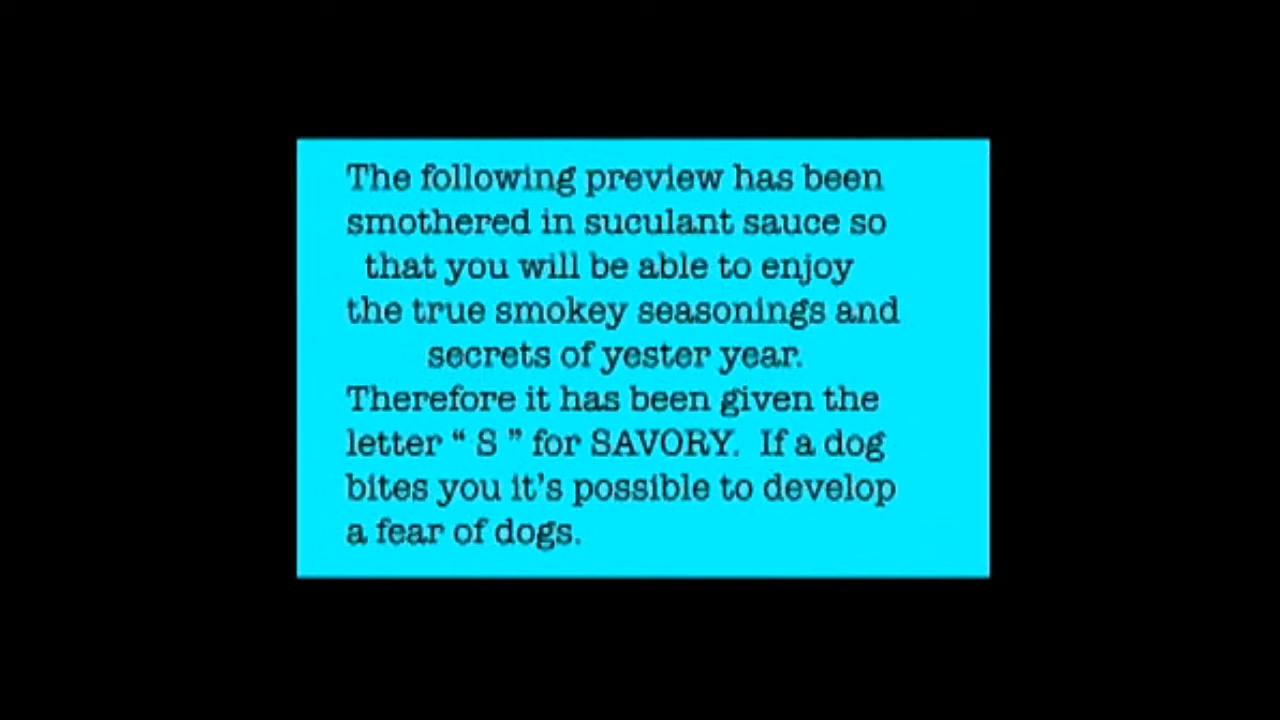 The following preview has been
smothered in suculant sauce so
that you will be able to enjoy
the true smokey seasonings and
secrets of yester year.
Therefore it has been given the
letter “ S ” for SAVORY.  If a dog
bites you it’s possible to develop
a fear of dogs.